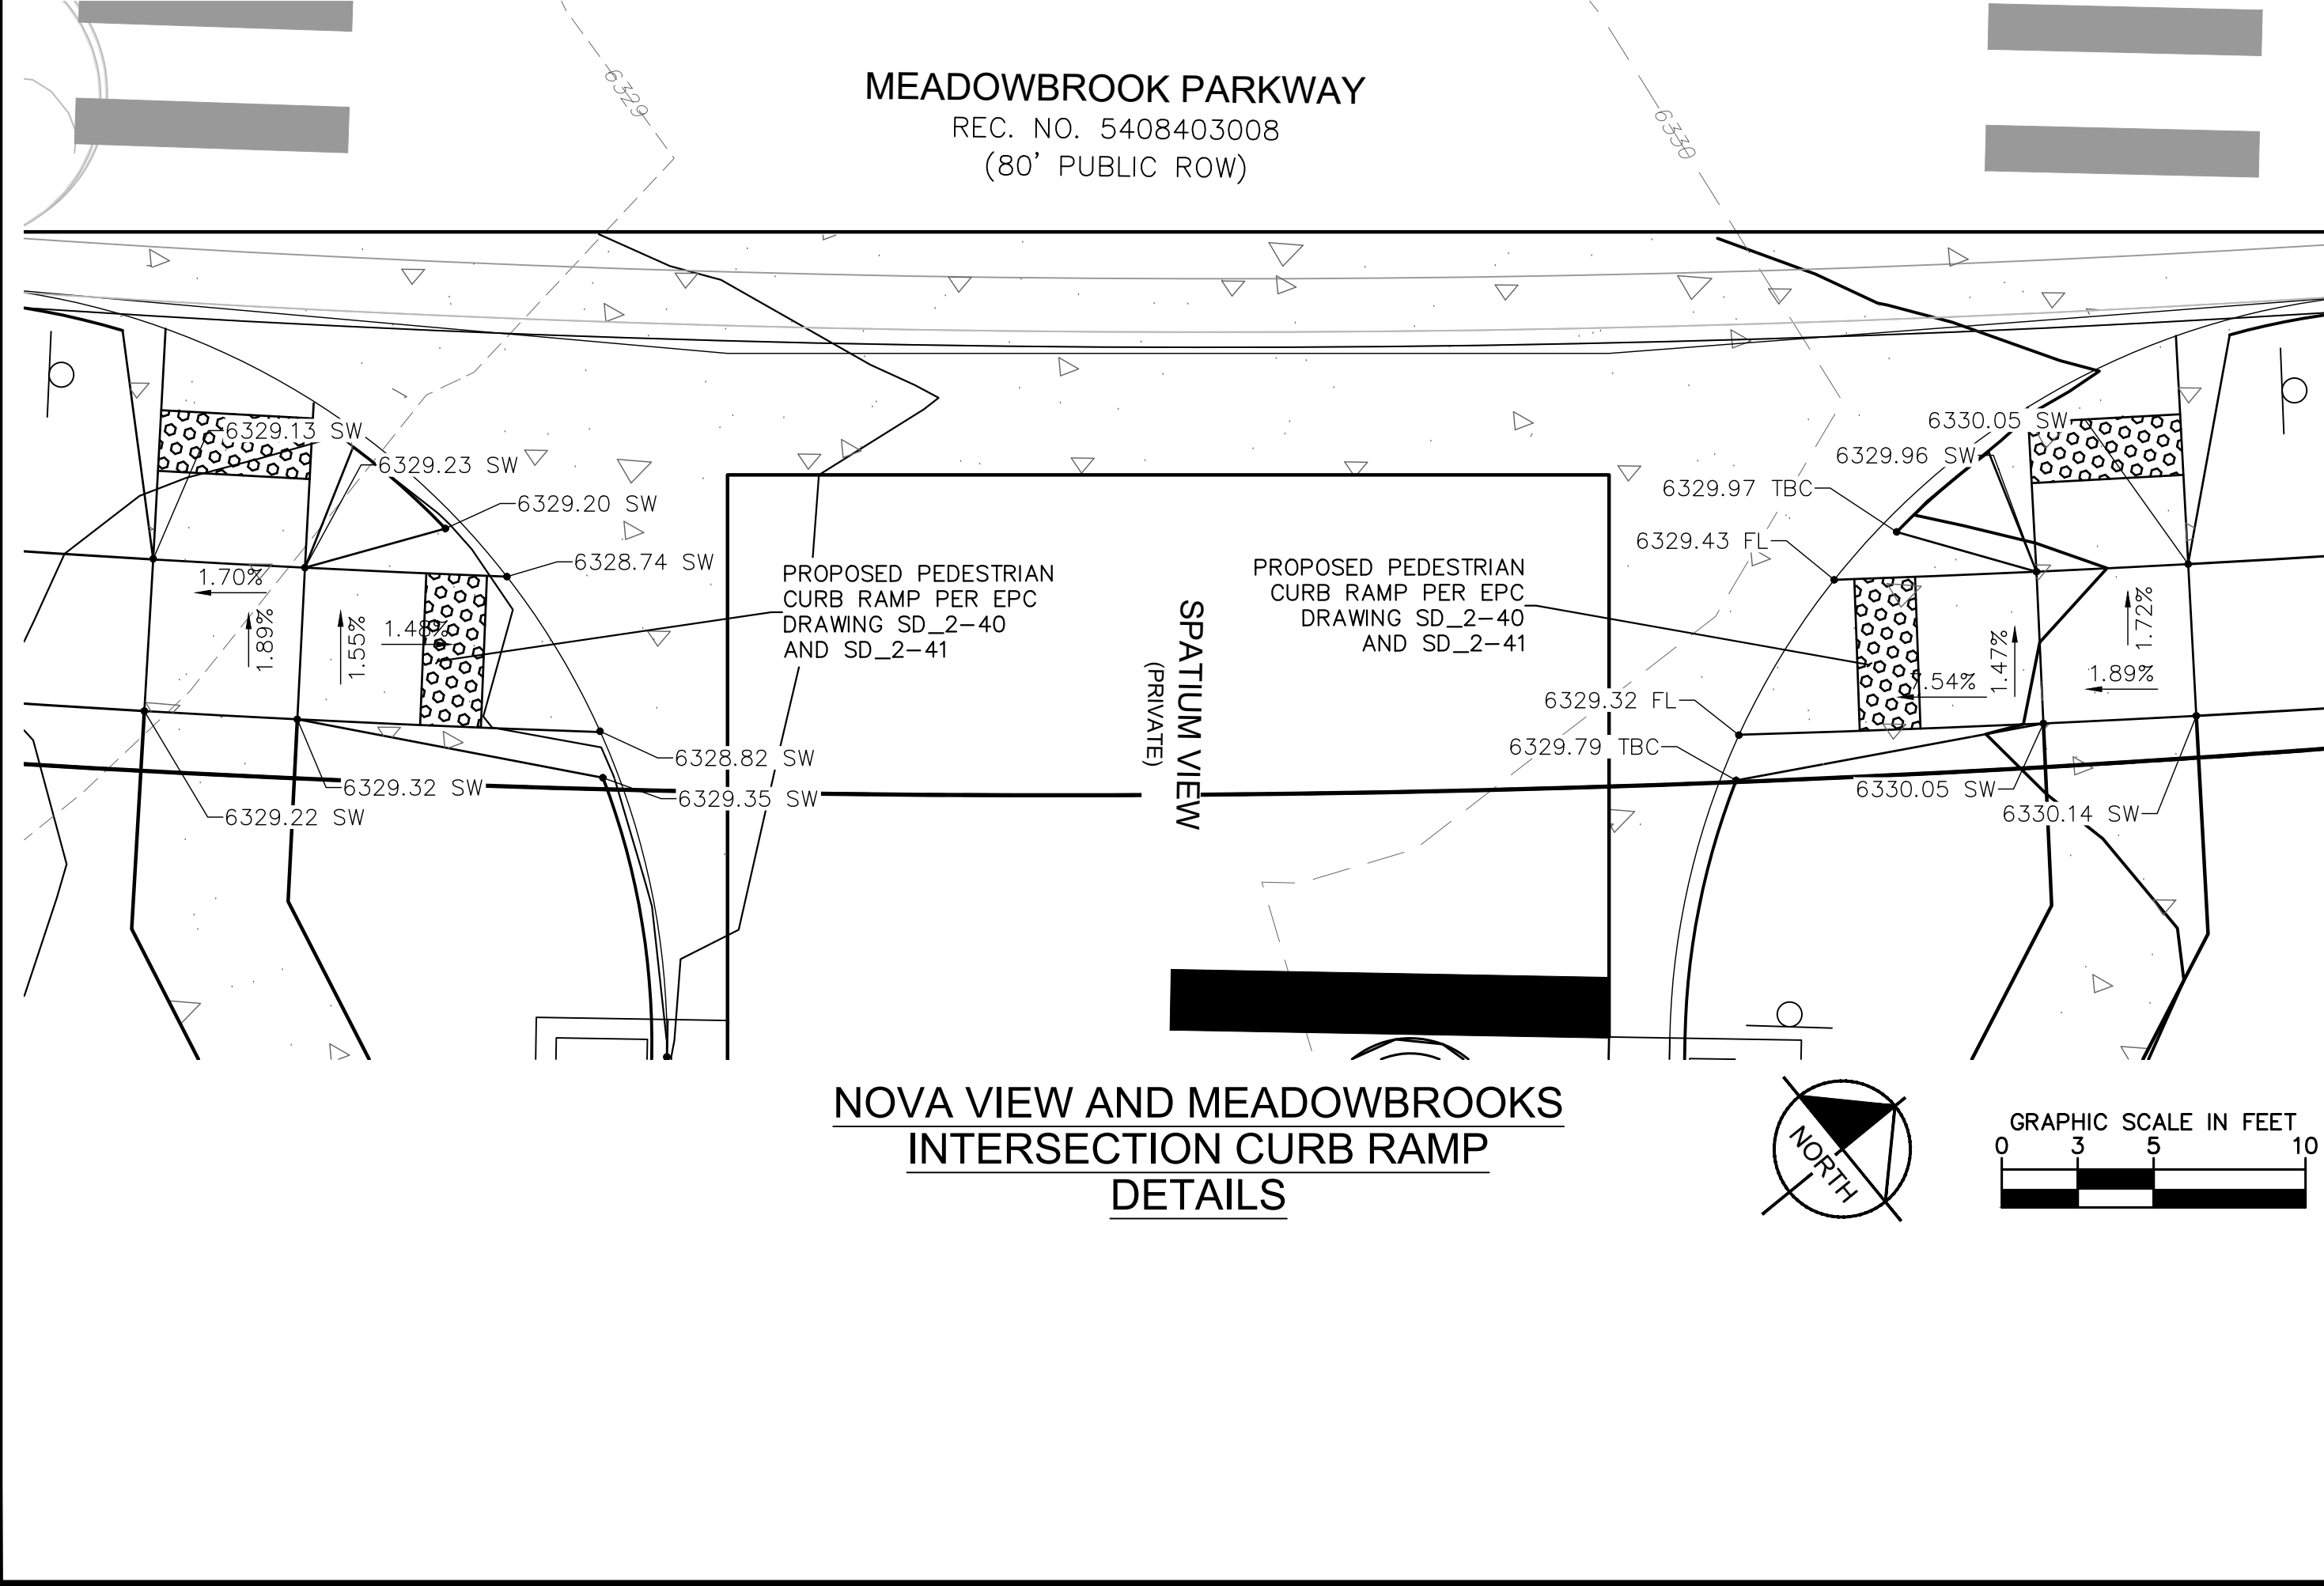 6329
MEADOWBROOK PARKWAY
REC. NO. 5408403008
(80' PUBLIC ROW)
6330
6329.13 SW
6329.23 SW
6329.20 SW
6328.74 SW
1.70%
1.89%
1.55%
1.48%
PROPOSED PEDESTRIAN
CURB RAMP PER EPC
DRAWING SD_2-40
AND SD_2-41
6328.82 SW
6329.32 SW
6329.35 SW
6329.22 SW
SPATIUM VIEW
(PRIVATE)
6330.05 SW
6329.96 SW
6329.97 TBC
6329.43 FL
PROPOSED PEDESTRIAN
CURB RAMP PER EPC
DRAWING SD_2-40
AND SD_2-41
1.72%
1.47%
1.89%
7.54%
6329.32 FL
6329.79 TBC
6330.05 SW
6330.14 SW
NOVA VIEW AND MEADOWBROOKS
INTERSECTION CURB RAMP
DETAILS
NORTH
GRAPHIC SCALE IN FEET
0 3 5 10